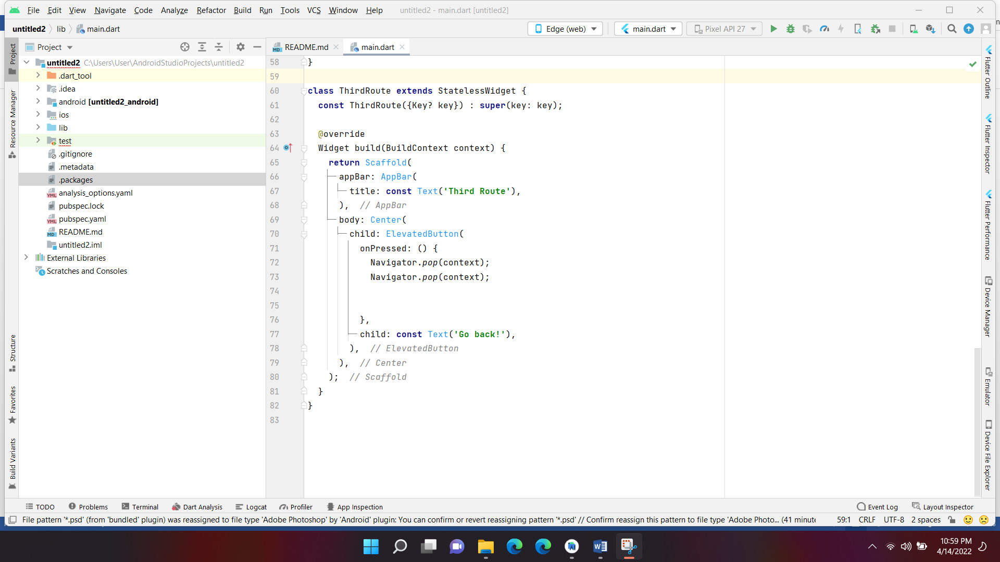 File Edit View Navigate Code Analyze Refactor Build Run Tools VCS Window Help untitled2 - main.dart [untitled2]
untitled2 lib main.dart Edge (web) main.dart Pixel API 27
Project
README.md main.dart
Project
Resource Manager
Structure
Favorites
Build Variants
untitled2 C:\Users\User\AndroidStudioProjects\untitled2
.dart_tool
.idea
android [untitled2_android]
ios
lib
test
.gitignore
.metadata
.packages
analysis_options.yaml
pubspec.lock
pubspec.yaml
README.md
untitled2.iml
External Libraries
Scratches and Consoles
58 }
59
60 class ThirdRoute extends StatelessWidget {
61 const ThirdRoute({Key? key}) : super(key: key);
62
63 @override
64 Widget build(BuildContext context) {
65 return Scaffold(
66 appBar: AppBar(
67 title: const Text('Third Route'),
68 ), // AppBar
69 body: Center(
70 child: ElevatedButton(
71 onPressed: () {
72 Navigator.pop(context);
73 Navigator.pop(context);
74
75
76 },
77 child: const Text('Go back!'),
78 ), // ElevatedButton
79 ), // Center
80 ); // Scaffold
81 }
82 }
83
Flutter Outline
Flutter Inspector
Flutter Performance
Device Manager
Emulator
Device File Explorer
TODO Problems Terminal Dart Analysis Logcat Profiler App Inspection Event Log Layout Inspector
File pattern '*.psd' (from 'bundled' plugin) was reassigned to file type 'Adobe Photoshop' by 'Android' plugin: You can confirm or revert reassigning pattern '*.psd' // Confirm reassign this pattern to file type 'Adobe Photo... (41 minute 59:1 CRLF UTF-8 2 spaces
10:59 PM
4/14/2022